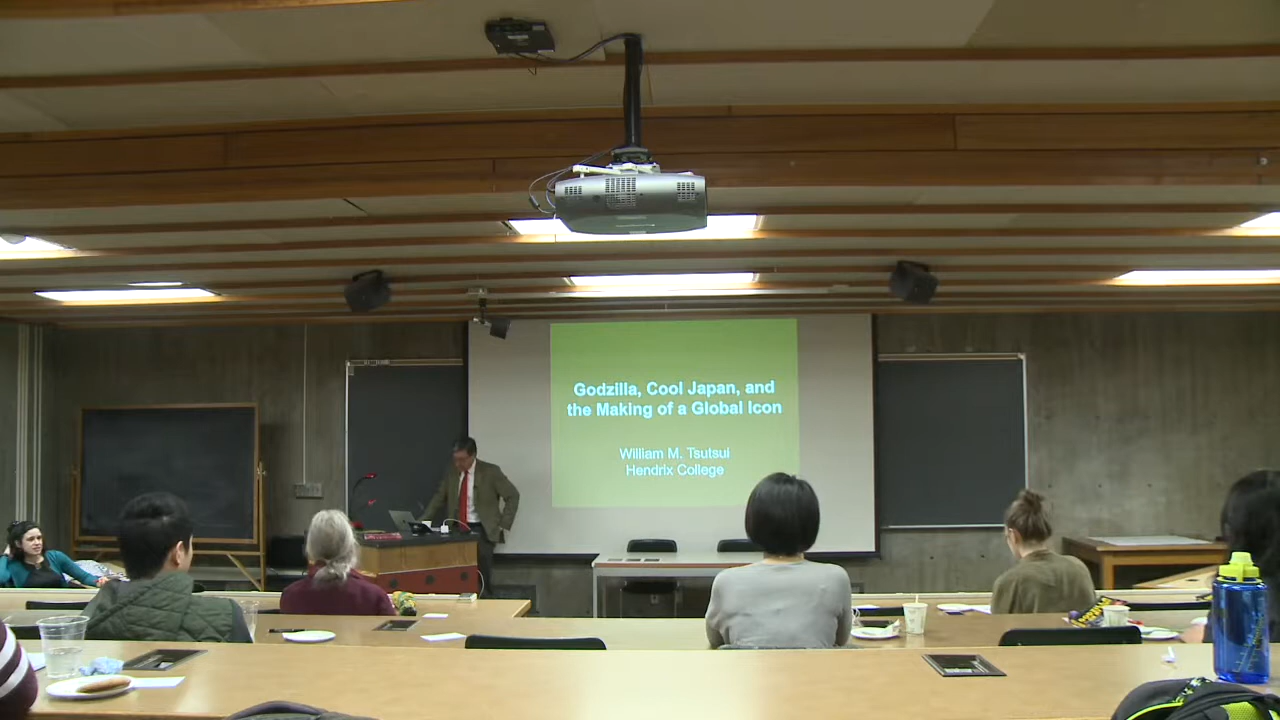 Godzilla, Cool Japan, and
the Making of a Global Icon
William M. Tsutsui
Hendrix College